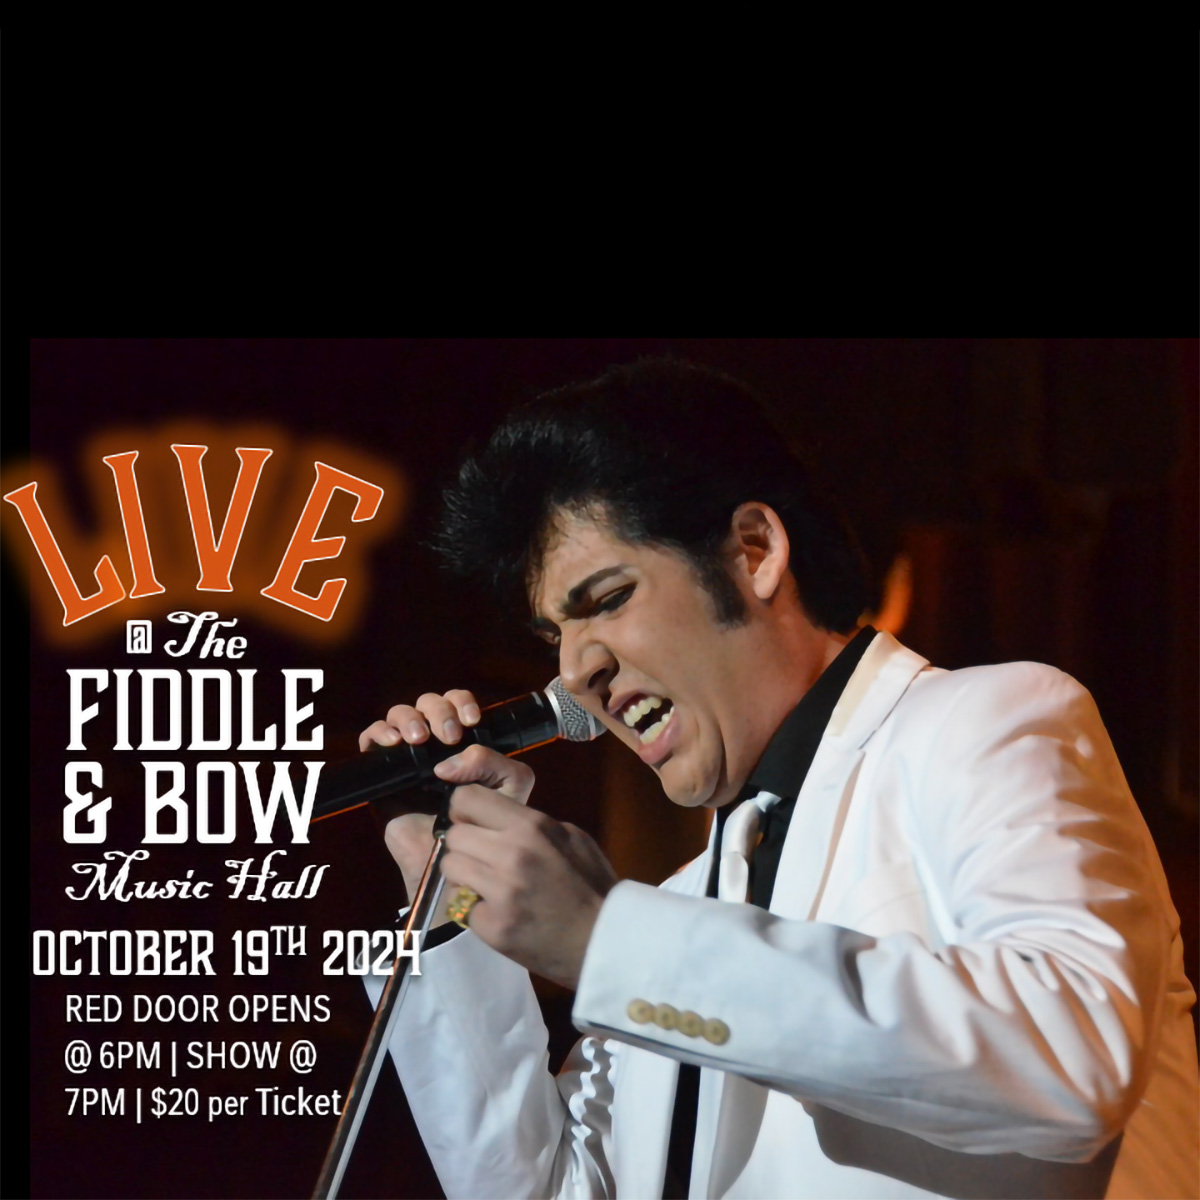 LIVE
@ The
FIDDLE
& BOW
Music Hall
OCTOBER 19TH 2024
RED DOOR OPENS
@ 6PM | SHOW @
7PM | $20 per Ticket